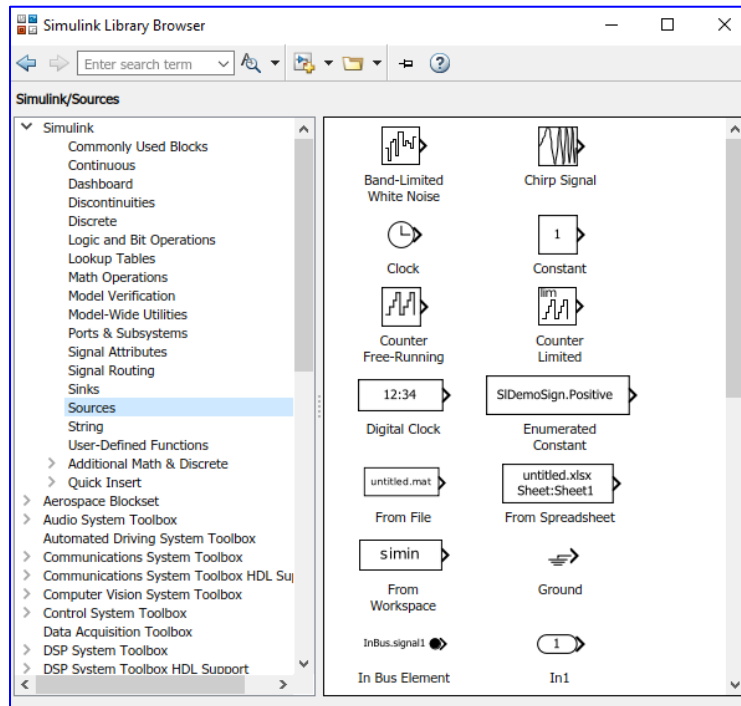 Simulink Library Browser
Enter search term
Simulink/Sources
Simulink
Commonly Used Blocks
Continuous
Dashboard
Discontinuities
Discrete
Logic and Bit Operations
Lookup Tables
Math Operations
Model Verification
Model-Wide Utilities
Ports & Subsystems
Signal Attributes
Signal Routing
Sinks
Sources
String
User-Defined Functions
Additional Math & Discrete
Quick Insert
Aerospace Blockset
Audio System Toolbox
Automated Driving System Toolbox
Communications System Toolbox
Communications System Toolbox HDL Su
Computer Vision System Toolbox
Control System Toolbox
Data Acquisition Toolbox
DSP System Toolbox
DSP System Toolbox HDL Support
Band-Limited
White Noise
Chirp Signal
Clock
1
Constant
Counter
Free-Running
lim
Counter
Limited
12:34
Digital Clock
SlDemoSign.Positive
Enumerated
Constant
untitled.mat
From File
untitled.xlsx
Sheet:Sheet1
From Spreadsheet
simin
From
Workspace
Ground
InBus.signal1
In Bus Element
1
In1